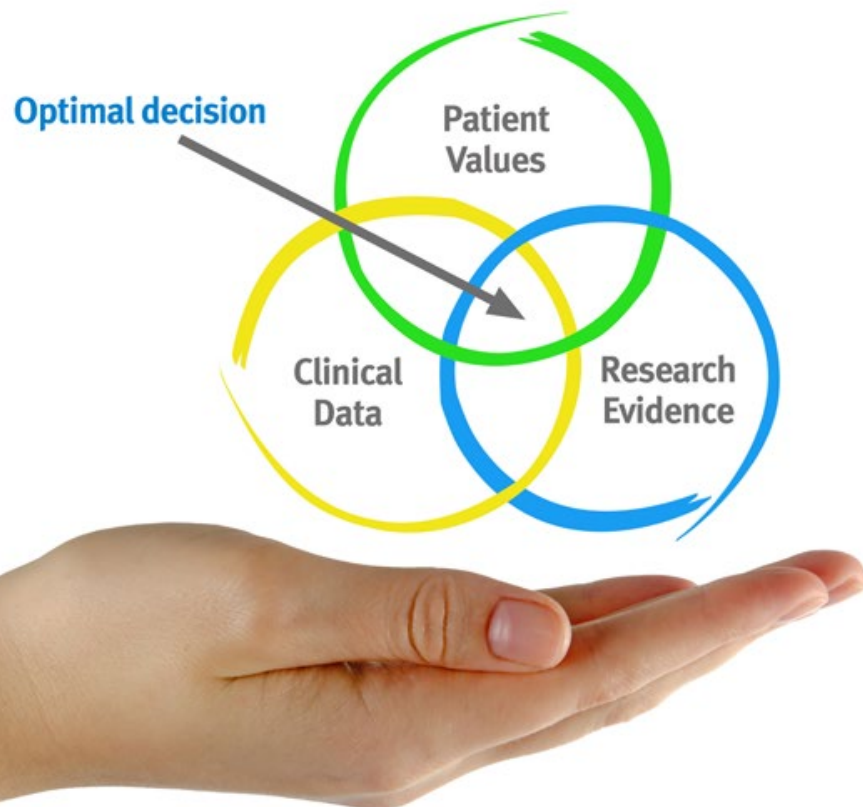 Optimal decision
Patient
Values
Clinical
Data
Research
Evidence